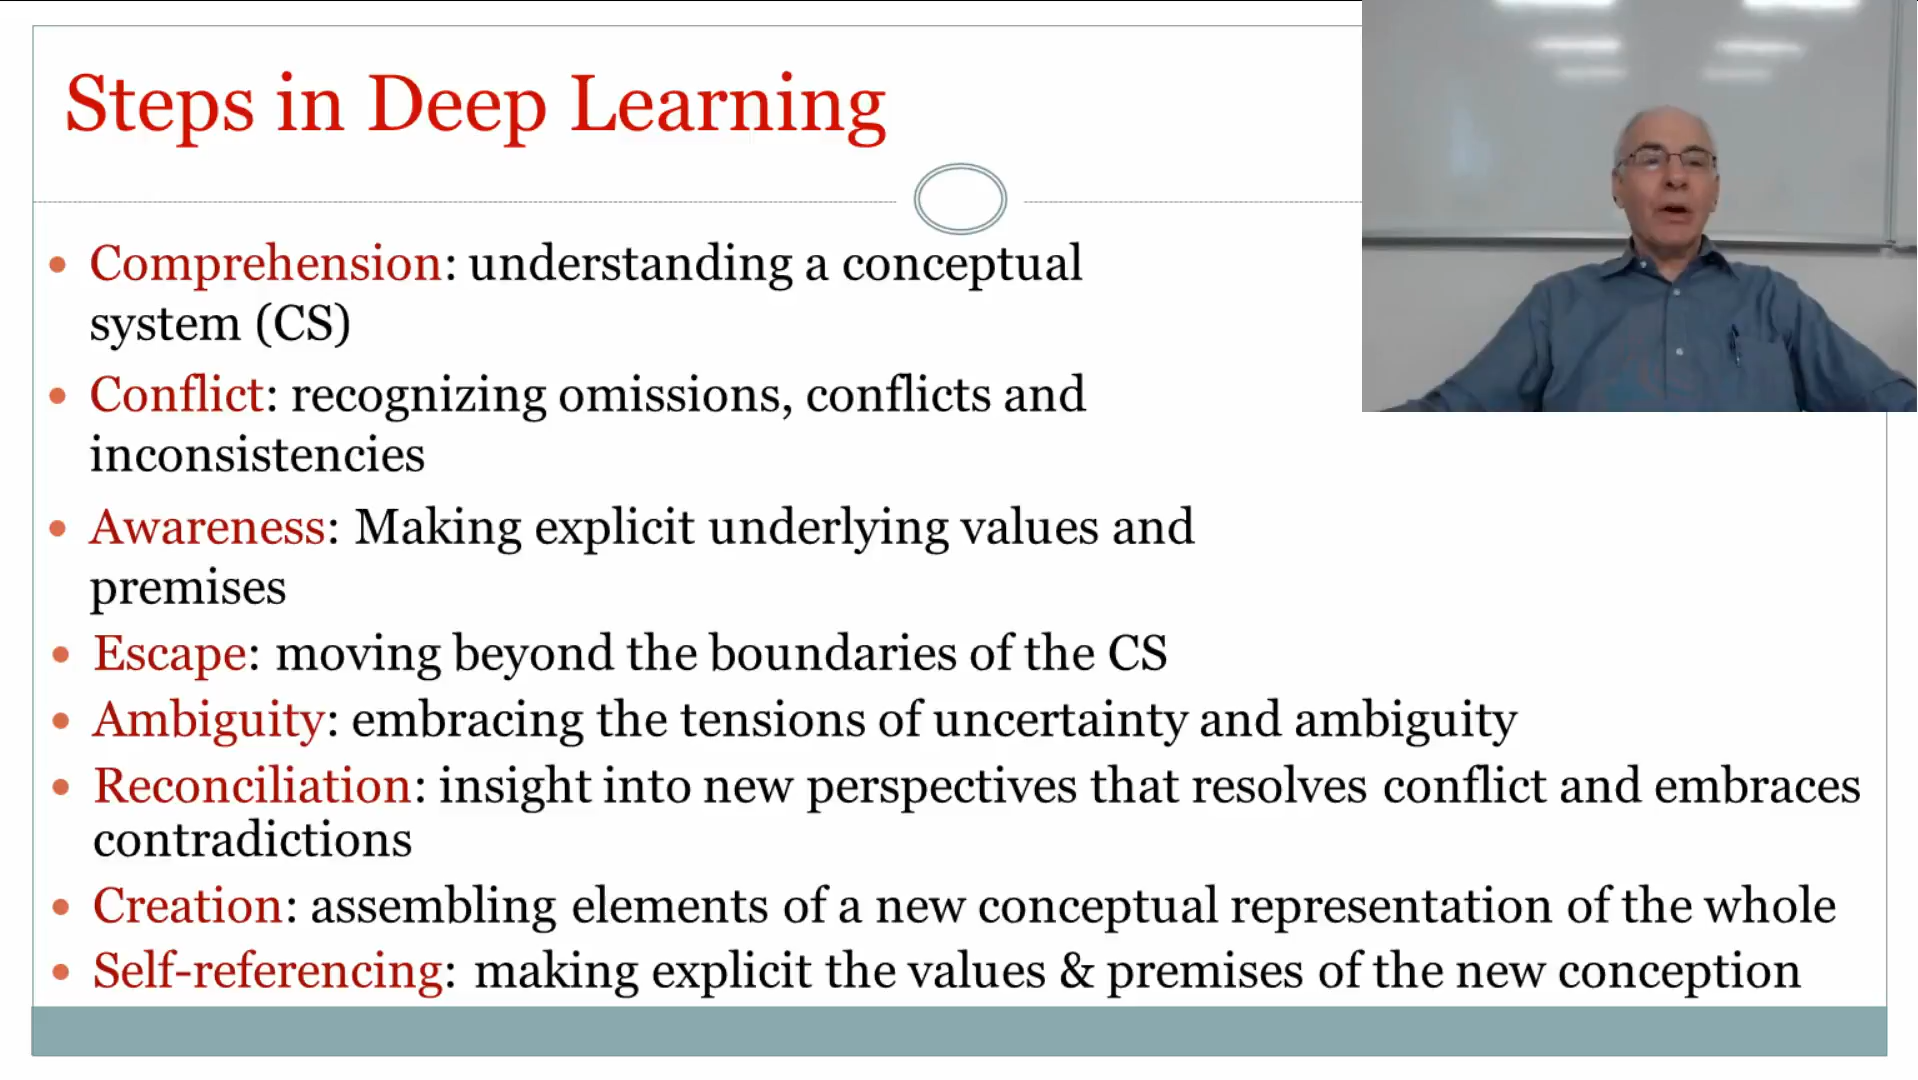 Steps in Deep Learning
• Comprehension: understanding a conceptual
system (CS)
• Conflict: recognizing omissions, conflicts and
inconsistencies
• Awareness: Making explicit underlying values and
premises
• Escape: moving beyond the boundaries of the CS
• Ambiguity: embracing the tensions of uncertainty and ambiguity
• Reconciliation: insight into new perspectives that resolves conflict and embraces
contradictions
• Creation: assembling elements of a new conceptual representation of the whole
• Self-referencing: making explicit the values & premises of the new conception